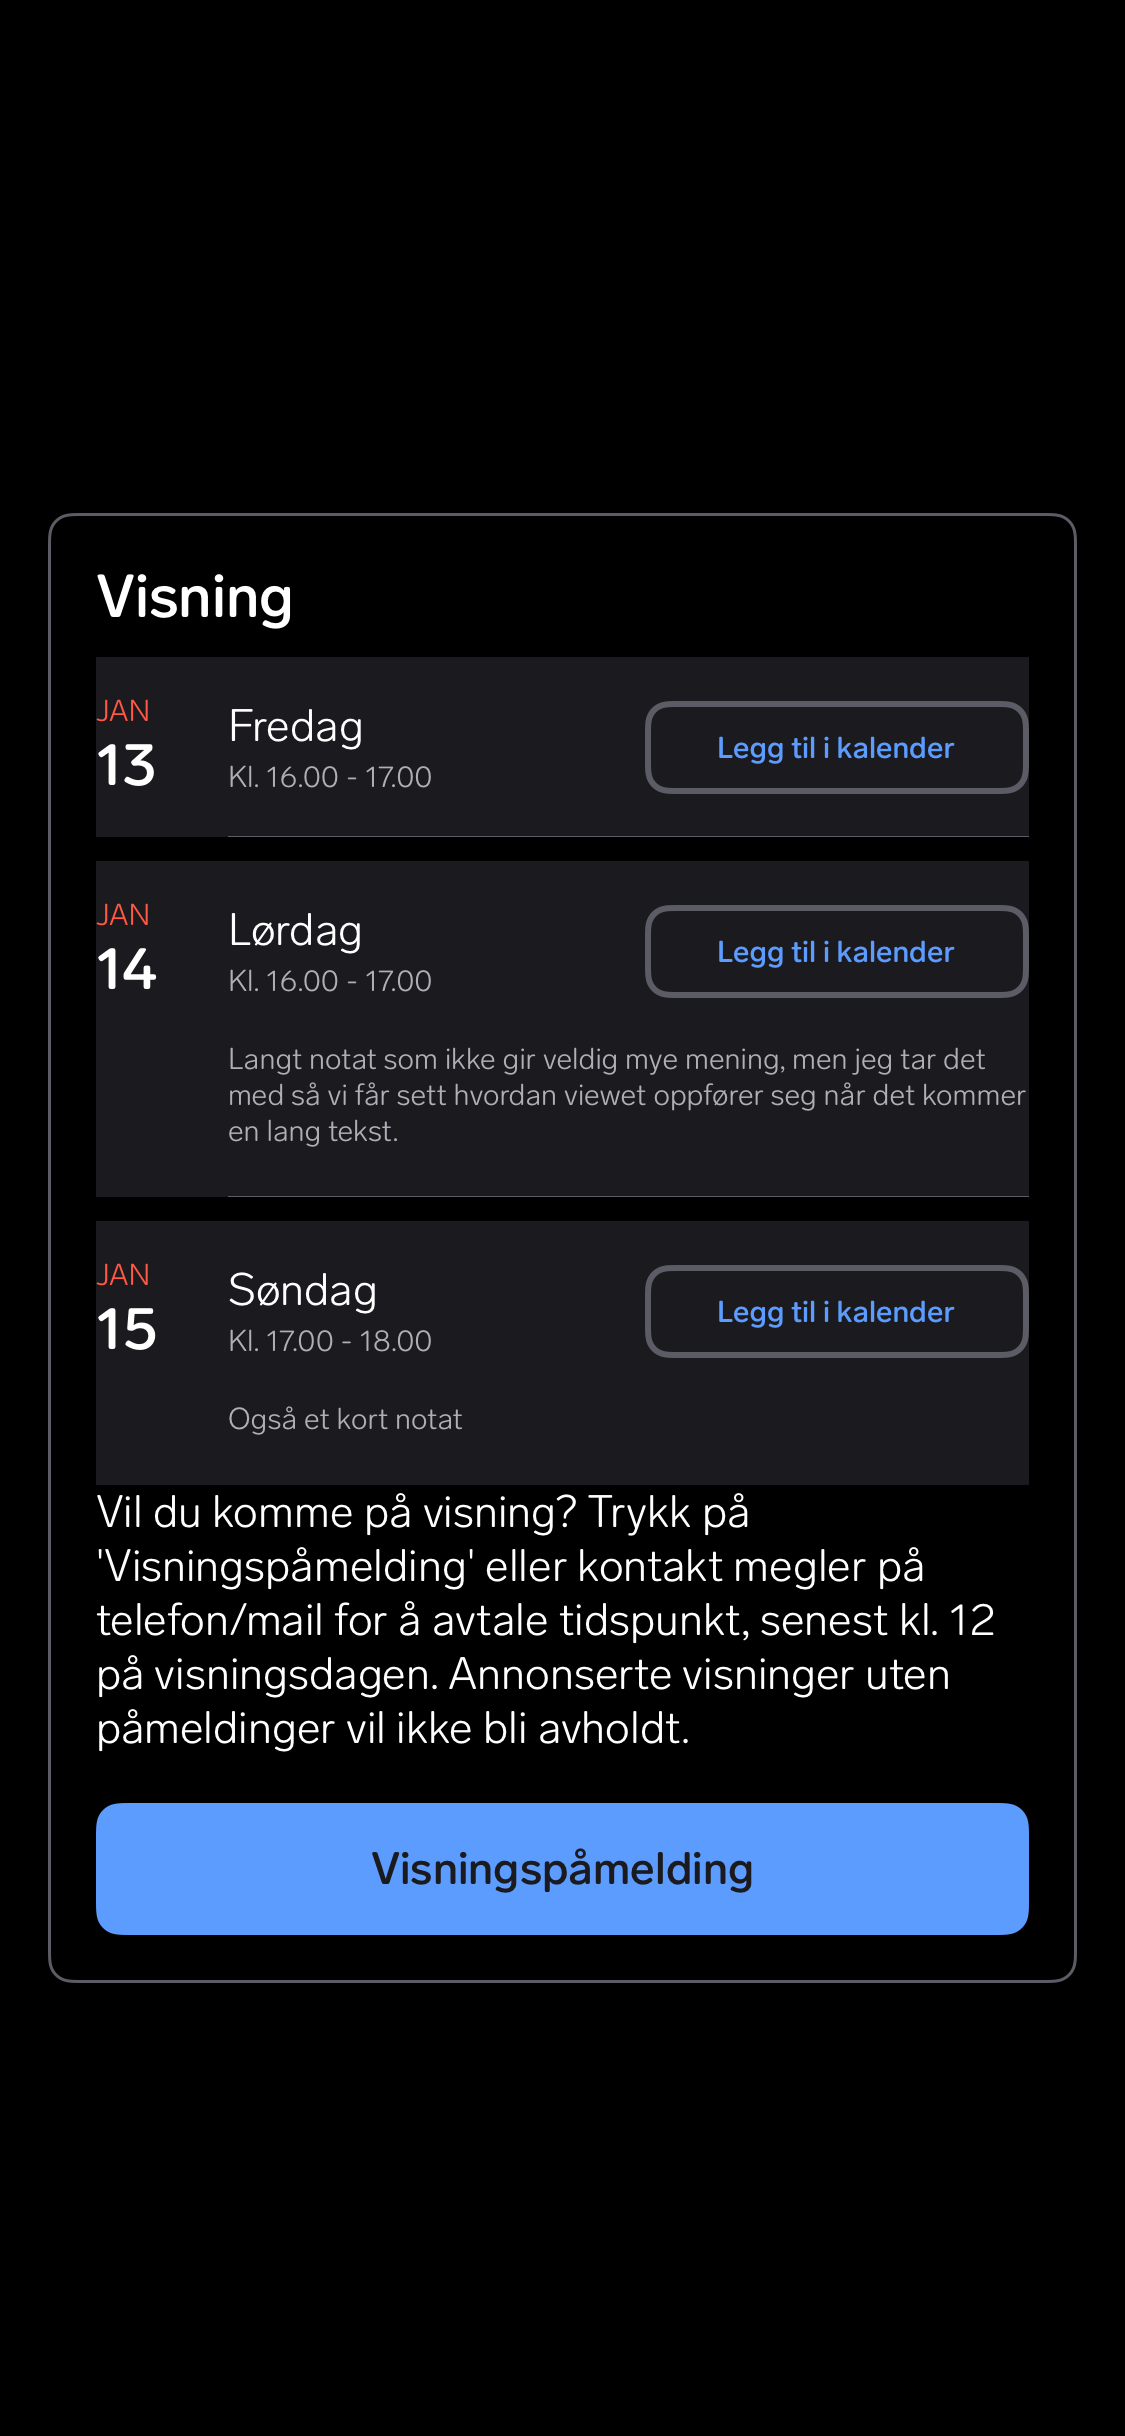 Visning
JAN
13
Fredag
Kl. 16.00 - 17.00
Legg til i kalender
JAN
14
Lørdag
Kl. 16.00 - 17.00
Legg til i kalender
Langt notat som ikke gir veldig mye mening, men jeg tar det
med så vi får sett hvordan viewet oppfører seg når det kommer
en lang tekst.
JAN
15
Søndag
Kl. 17.00 - 18.00
Legg til i kalender
Også et kort notat
Vil du komme på visning? Trykk på
'Visningspåmelding' eller kontakt megler på
telefon/mail for å avtale tidspunkt, senest kl. 12
på visningsdagen. Annonserte visninger uten
påmeldinger vil ikke bli avholdt.
Visningspåmelding